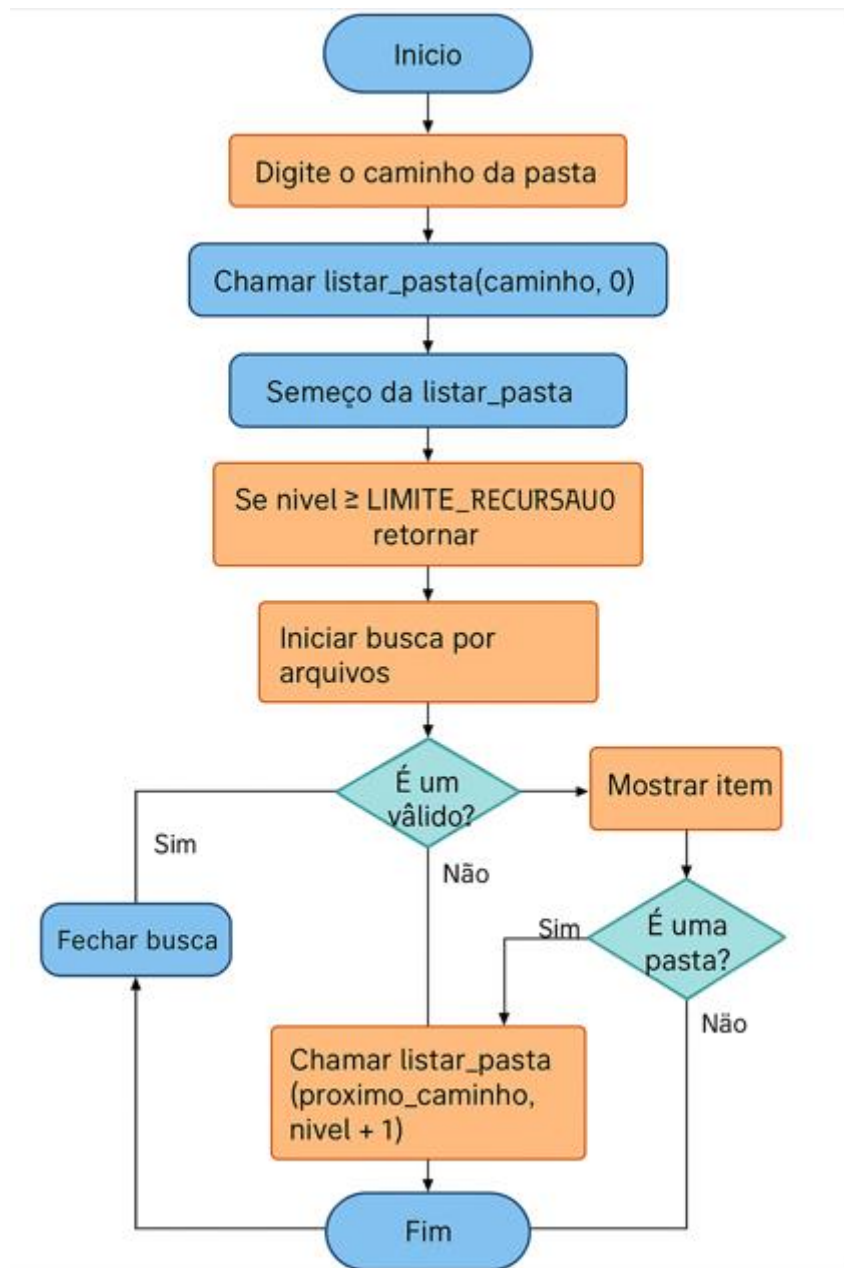 Inicio
Digite o caminho da pasta
Chamar listar_pasta(caminho, 0)
Semeço da listar_pasta
Se nivel ≥ LIMITE_RECURSAU0
retornar
Iniciar busca por
arquivos
É um
vâlido?
Mostrar item
Sim
Não
Fechar busca
Sim
É uma
pasta?
Näo
Chamar listar_pasta
(proximo_caminho,
nivel + 1)
Fim